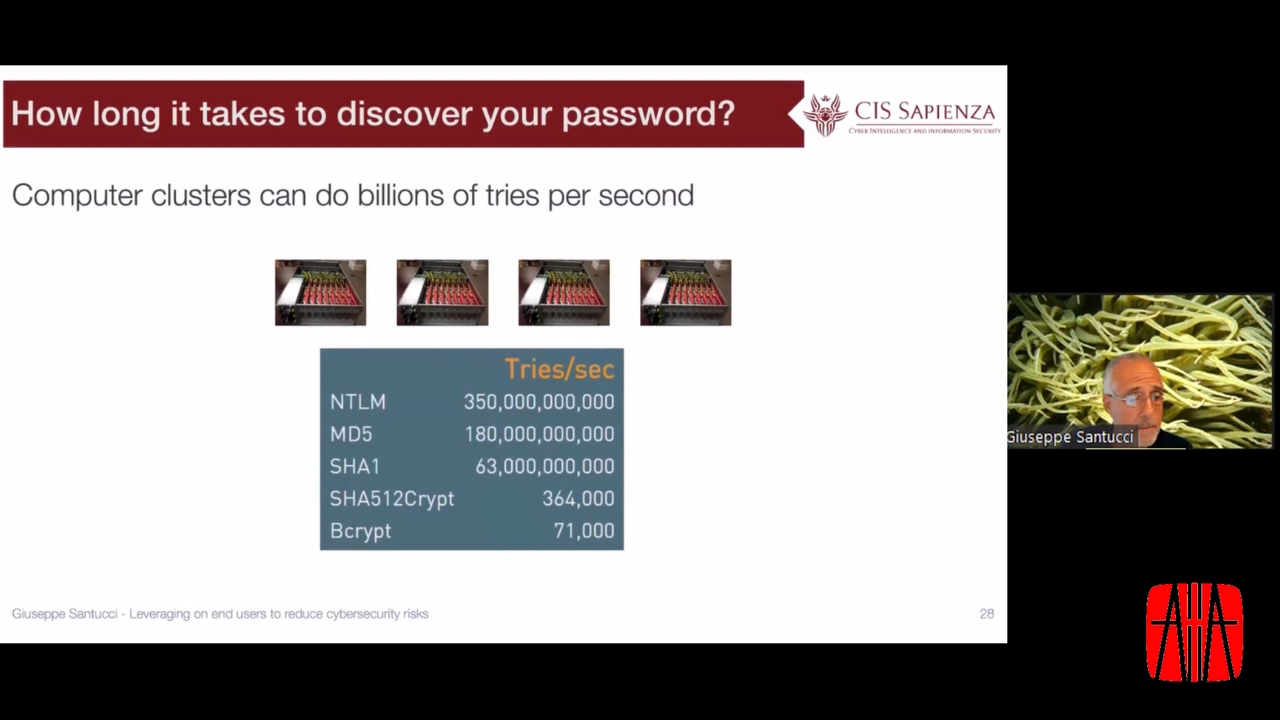 How long it takes to discover your password?
CIS SAPIENZA
CYBER INTELLIGENCE AND INFORMATION SECURITY
Computer clusters can do billions of tries per second
Tries/sec
NTLM 350,000,000,000
MD5 180,000,000,000
SHA1 63,000,000,000
SHA512Crypt 364,000
Bcrypt 71,000
Giuseppe Santucci
Giuseppe Santucci - Leveraging on end users to reduce cybersecurity risks 28
AHA